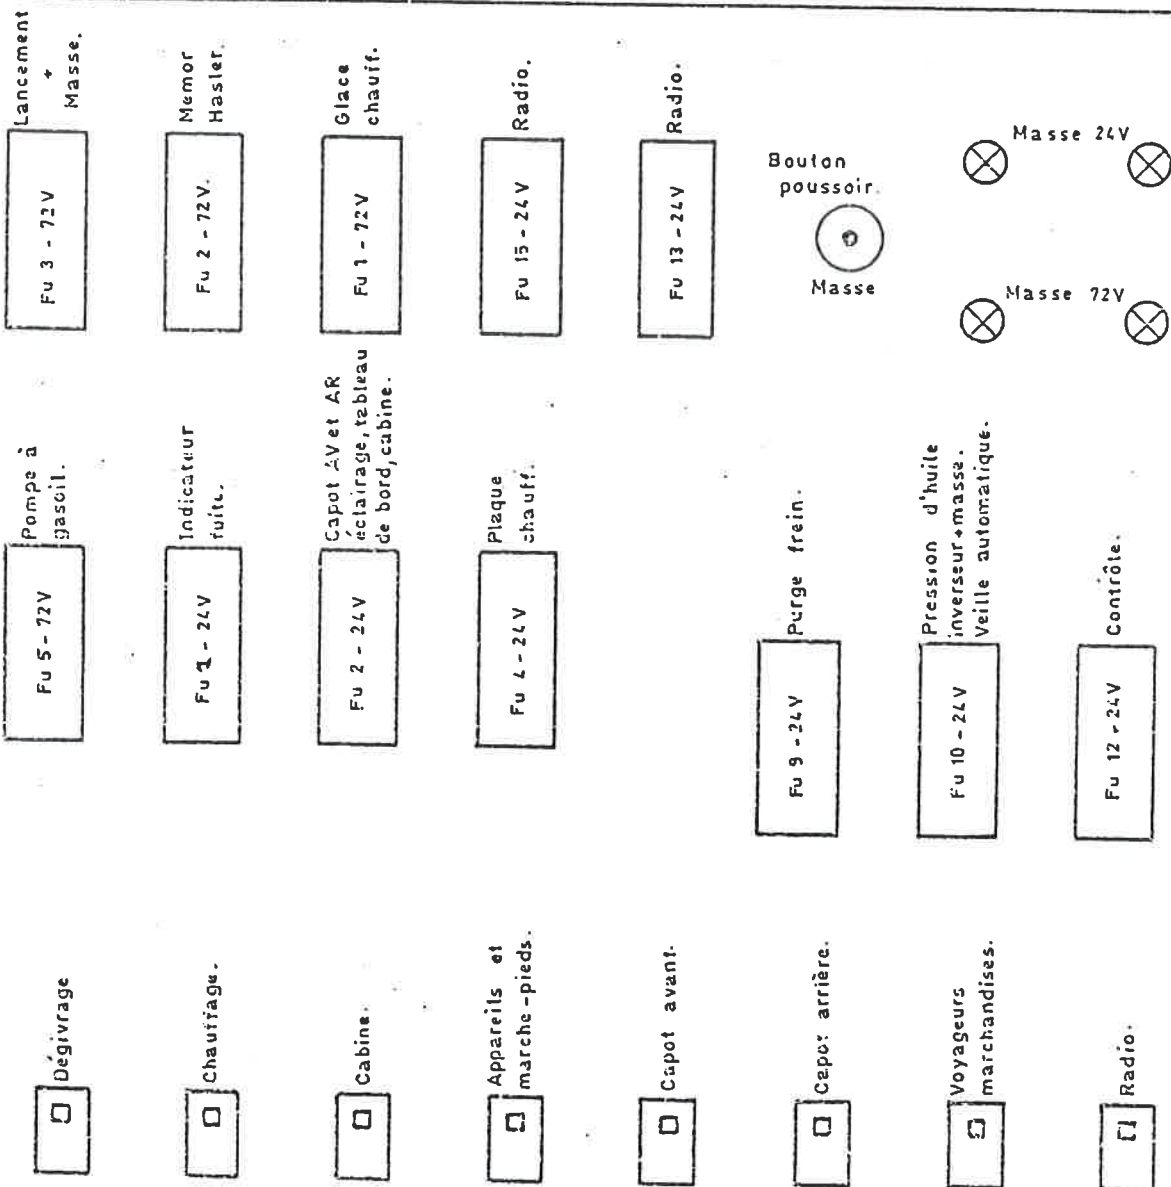 Lancement
+
Masse.
Fu 3 - 72V
Memor
Hasler.
Fu 2 - 72V.
Glace
chauff.
Fu 1 - 72V
Radio.
Fu 15 - 24V
Radio.
Fu 13 - 24V
Bouton
poussoir.
Masse
Masse 24V
Masse 72V
Pompe à
gasoil.
Fu 5 - 72V
Indicateur
fuite.
Fu 1 - 24V
Capot AV et AR
éclairage, tableau
de bord, cabine.
Fu 2 - 24V
Plaque
chauff.
Fu 4 - 24V
Purge frein.
Fu 9 - 24V
Pression d'huile
inverseur+masse.
Veille automatique.
Fu 10 - 24V
Contrôle.
Fu 12 - 24V
Dégivrage
Chauffage.
Cabine.
Appareils et
marche-pieds.
Capot avant.
Capot arrière.
Voyageurs
marchandises.
Radio.